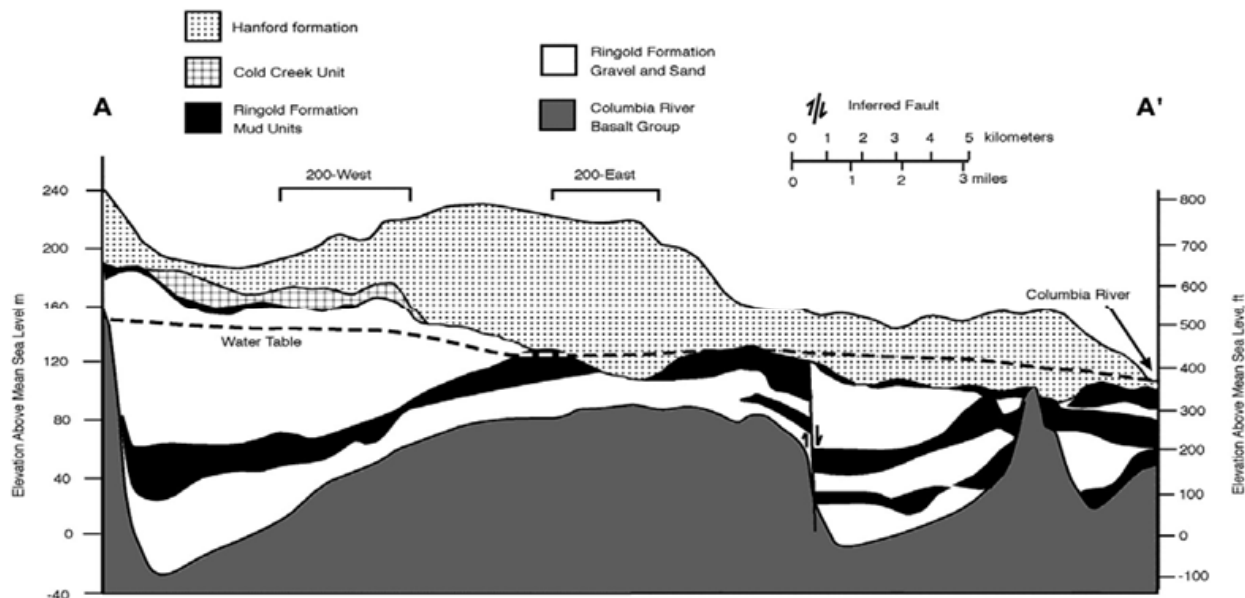 Hanford formation
Cold Creek Unit
Ringold Formation
Mud Units
Ringold Formation
Gravel and Sand
Columbia River
Basalt Group
Inferred Fault
0 1 2 3 4 5 kilometers
0 1 2 3 miles
A
A'
200-West
200-East
Columbia River
Water Table
Elevation Above Mean Sea Level m
240
200
160
120
80
40
0
-40
800
700
600
500
400
300
200
100
0
-100
Elevation Above Mean Sea Level, ft